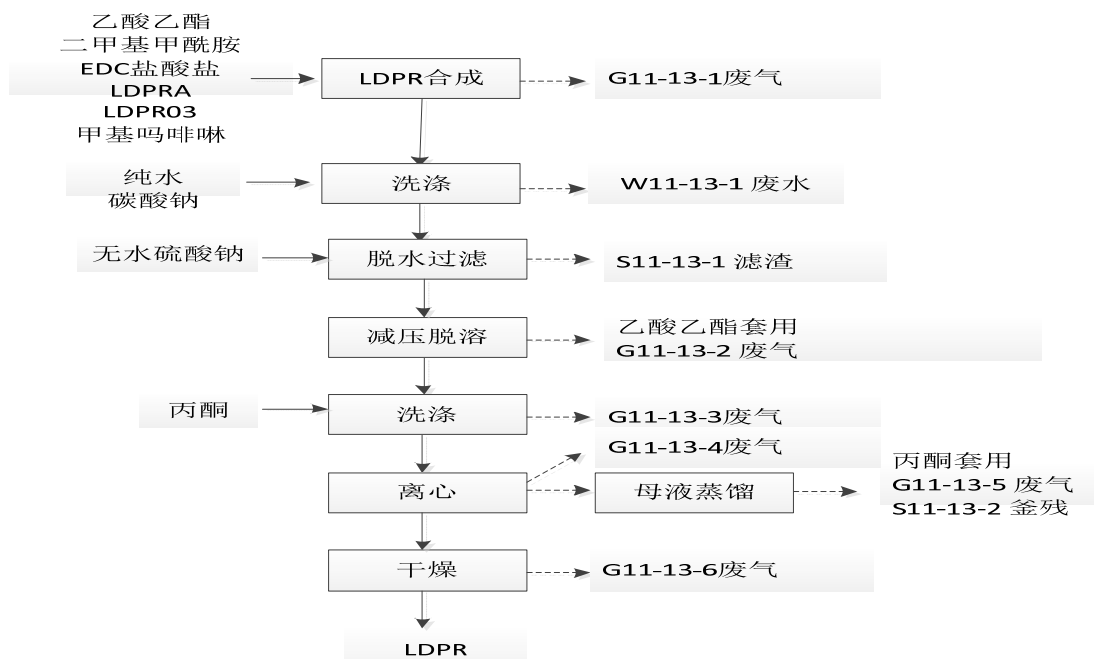 乙酸乙酯
二甲基甲酰胺
EDC盐酸盐
LDPRA
LDPR03
甲基吗啡啉
LDPR合成
G11-13-1废气
纯水
碳酸钠
洗涤
W11-13-1 废水
无水硫酸钠
脱水过滤
S11-13-1 滤渣
减压脱溶
乙酸乙酯套用
G11-13-2 废气
丙酮
洗涤
G11-13-3废气
G11-13-4废气
离心
母液蒸馏
丙酮套用
G11-13-5 废气
S11-13-2 釜残
干燥
G11-13-6废气
LDPR